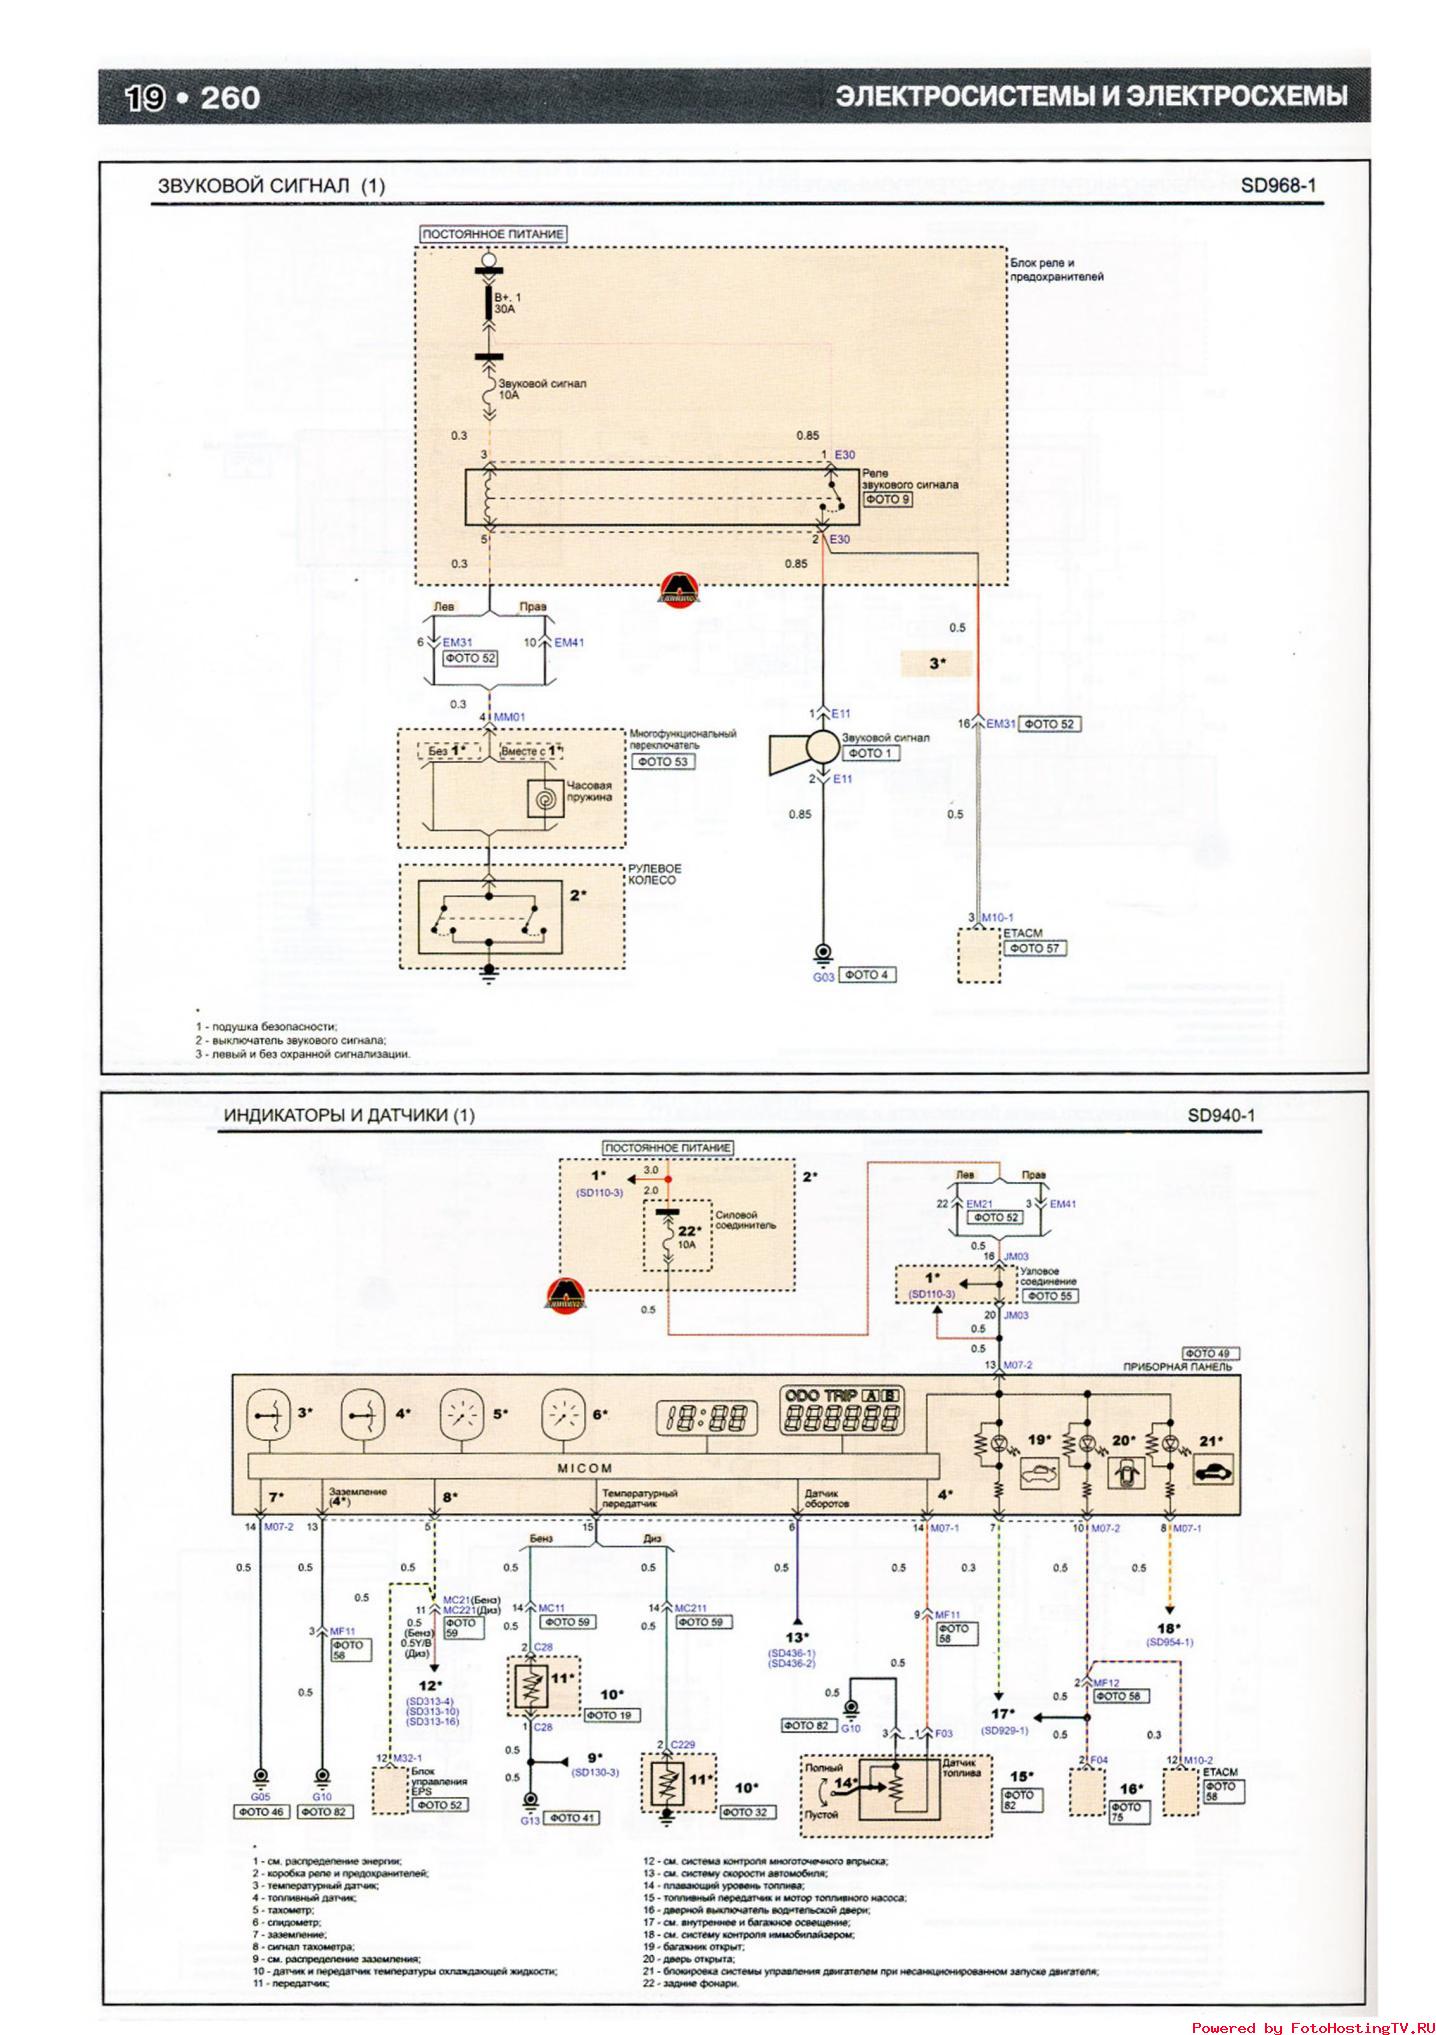 19 • 260
ЭЛЕКТРОСИСТЕМЫ И ЭЛЕКТРОСХЕМЫ
ЗВУКОВОЙ СИГНАЛ (1)
SD968-1
ПОСТОЯННОЕ ПИТАНИЕ
Блок реле и
предохранителей
B+. 1
30A
Звуковой сигнал
10A
0.3
0.85
3
1 E30
Реле
звукового сигнала
ФОТО 9
5
2 E30
0.3
0.85
Лев
Прав
0.5
6 EM31
10 EM41
ФОТО 52
3*
0.3
4 MM01
1 E11
16 EM31 ФОТО 52
Многофункциональный
переключатель
ФОТО 53
Без 1*
Вместе с 1*
Звуковой сигнал
ФОТО 1
Часовая
пружина
2 E11
0.85
0.5
РУЛЕВОЕ
КОЛЕСО
2*
3 M10-1
ETACM
ФОТО 57
G03 ФОТО 4
*
1 - подушка безопасности;
2 - выключатель звукового сигнала;
3 - левый и без охранной сигнализации.
ИНДИКАТОРЫ И ДАТЧИКИ (1)
SD940-1
ПОСТОЯННОЕ ПИТАНИЕ
1*
(SD110-3)
3.0
2.0
2*
Силовой
соединитель
22*
10A
0.5
Лев
Прав
22 EM21
3 EM41
ФОТО 52
0.5
16 JM03
1*
(SD110-3)
Узловое
соединение
ФОТО 55
20 JM03
0.5
0.5
13 M07-2
ФОТО 49
ПРИБОРНАЯ ПАНЕЛЬ
3*
4*
5*
6*
18:88
ODO TRIP A B
888888
19*
20*
21*
MICOM
7*
Заземление
(4*)
8*
Температурный
передатчик
Датчик
оборотов
4*
14 M07-2
13
5
15
6
14 M07-1
7
10 M07-2
8 M07-1
Бенз
Диз
0.5
0.5
0.5
0.5
0.5
0.5
0.5
0.3
0.5
0.5
0.5
3 MF11
ФОТО
58
0.5
11
MC21(Бенз)
MC221(Диз)
ФОТО
59
0.5
(Бенз)
0.5Y/B
(Диз)
12*
(SD313-4)
(SD313-10)
(SD313-16)
14 MC11
ФОТО 59
0.5
2 C28
11*
10*
ФОТО 19
1 C28
0.5
0.5
9*
(SD130-3)
G13 ФОТО 41
14 MC211
ФОТО 59
0.5
2 C229
11*
10*
ФОТО 32
13*
(SD436-1)
(SD436-2)
9 MF11
ФОТО
58
0.5
0.5
ФОТО 82
G10
3
1 F03
Датчик
топлива
Полный
14*
Пустой
15*
ФОТО
82
17*
(SD929-1)
18*
(SD954-1)
2 MF12
ФОТО 58
0.5
0.5
0.3
2 F04
16*
ФОТО
75
12 M10-2
ETACM
ФОТО
58
G05
ФОТО 46
G10
ФОТО 82
12 M32-1
Блок
управления
EPS
ФОТО 52
*
1 - см. распределение энергии;
2 - коробка реле и предохранителей;
3 - температурный датчик;
4 - топливный датчик;
5 - тахометр;
6 - спидометр;
7 - заземление;
8 - сигнал тахометра;
9 - см. распределение заземления;
10 - датчик и передатчик температуры охлаждающей жидкости;
11 - передатчик;
12 - см. система контроля многоточечного впрыска;
13 - см. систему скорости автомобиля;
14 - плавающий уровень топлива;
15 - топливный передатчик и мотор топливного насоса;
16 - дверной выключатель водительской двери;
17 - см. внутреннее и багажное освещение;
18 - см. систему контроля иммобилайзером;
19 - багажник открыт;
20 - дверь открыта;
21 - блокировка системы управления двигателем при несанкционированном запуске двигателя;
22 - задние фонари.
Powered by FotoHostingTV.RU